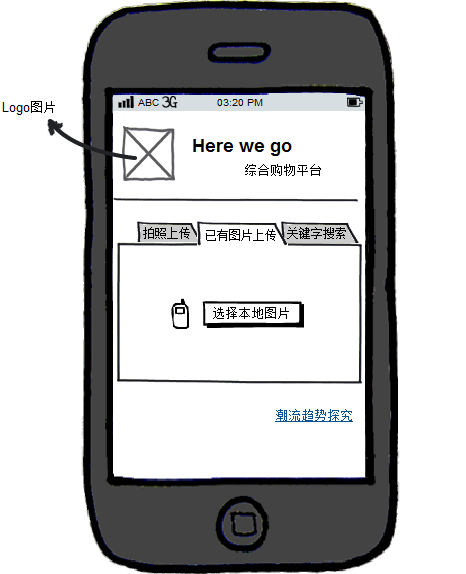 ABC 3G 03:20 PM
Logo图片
Here we go
综合购物平台
拍照上传 已有图片上传 关键字搜索
选择本地图片
潮流趋势探究